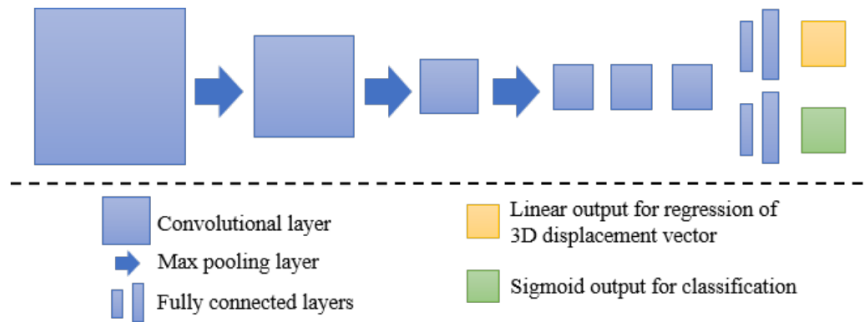 Convolutional layer
Max pooling layer
Fully connected layers
Linear output for regression of
3D displacement vector
Sigmoid output for classification